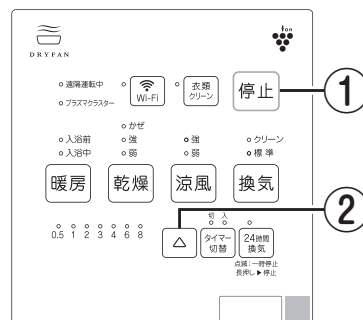 ion
DRYFAN
遠隔運転中
プラズマクラスター
Wi-Fi
衣類
クリーン
停止
①
入浴前
入浴中
かぜ
強
弱
強
弱
クリーン
標準
暖房
乾燥
涼風
換気
②
0.5 1 2 3 4 6 8
切 入
△
タイマー
切替
24時間
換気
点滅:一時停止
長押し▶停止